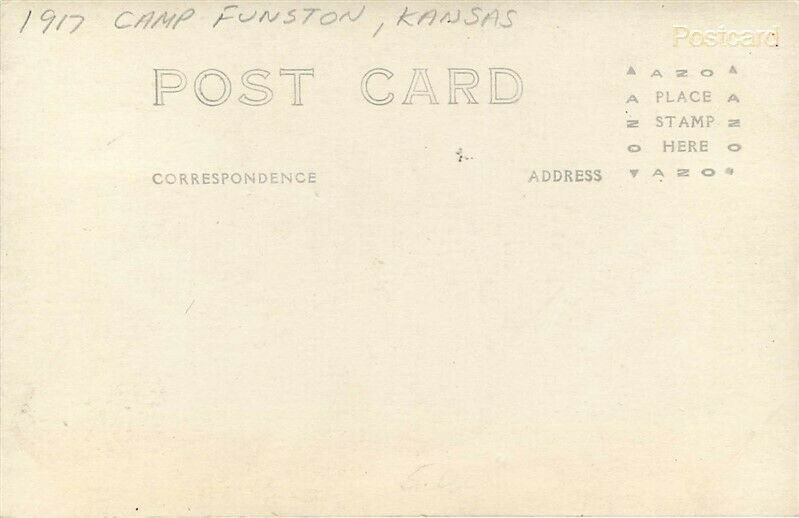 1917 CAMP FUNSTON, KANSAS
Postcard
POST CARD
AZO
A PLACE A
Z STAMP Z
O HERE O
AZO
CORRESPONDENCE
ADDRESS